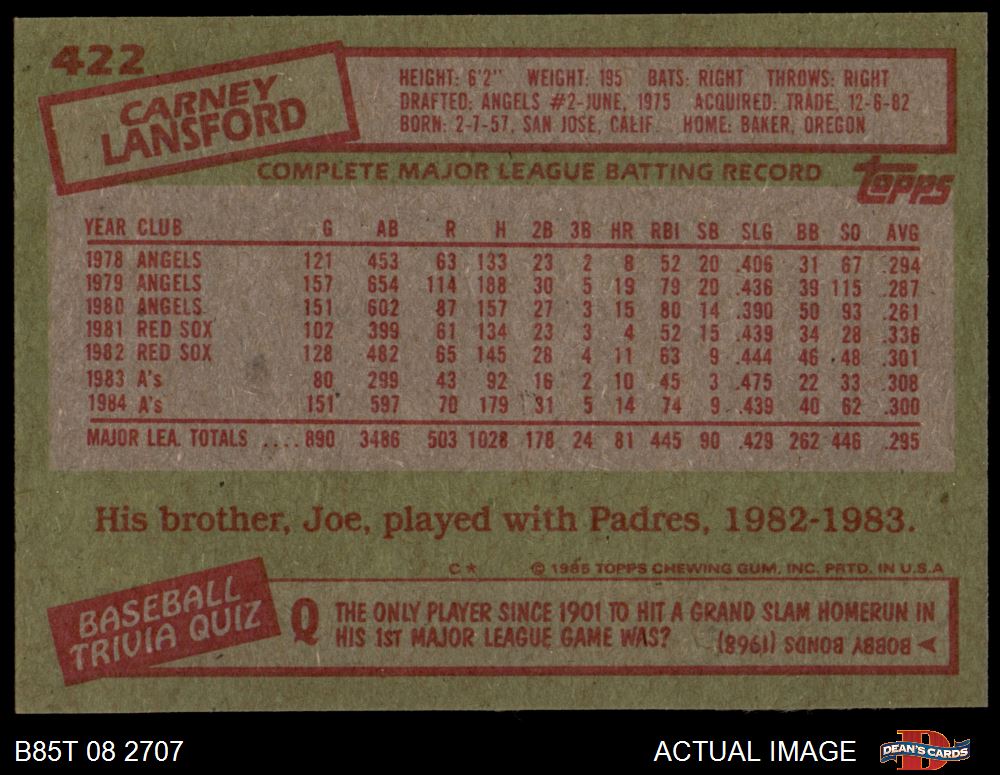 422
CARNEY
LANSFORD
HEIGHT: 6'2" WEIGHT: 195 BATS: RIGHT THROWS: RIGHT
DRAFTED: ANGELS #2-JUNE, 1975 ACQUIRED: TRADE, 12-6-82
BORN: 2-7-57, SAN JOSE, CALIF. HOME: BAKER, OREGON
COMPLETE MAJOR LEAGUE BATTING RECORD
topps
YEAR CLUB G AB R H 2B 3B HR RBI SB SLG BB SO AVG
1978 ANGELS 121 453 63 133 23 2 8 52 20 .406 31 67 .294
1979 ANGELS 157 654 114 188 30 5 19 79 20 .436 39 115 .287
1980 ANGELS 151 602 87 157 27 3 15 80 14 .390 50 93 .261
1981 RED SOX 102 399 61 134 23 3 4 52 15 .439 34 28 .336
1982 RED SOX 128 482 65 145 28 4 11 63 9 .444 46 48 .301
1983 A's 80 299 43 92 16 2 10 45 3 .475 22 33 .308
1984 A's 151 597 70 179 31 5 14 74 9 .439 40 62 .300
MAJOR LEA. TOTALS .... 890 3486 503 1028 178 24 81 445 90 .429 262 446 .295
His brother, Joe, played with Padres, 1982-1983.
C* © 1985 TOPPS CHEWING GUM, INC. PRTD. IN U.S.A
BASEBALL
TRIVIA QUIZ
Q THE ONLY PLAYER SINCE 1901 TO HIT A GRAND SLAM HOMERUN IN
HIS 1ST MAJOR LEAGUE GAME WAS?
A BOBBY BONDS (1968)
B85T 08 2707
ACTUAL IMAGE
D
DEAN'S CARDS